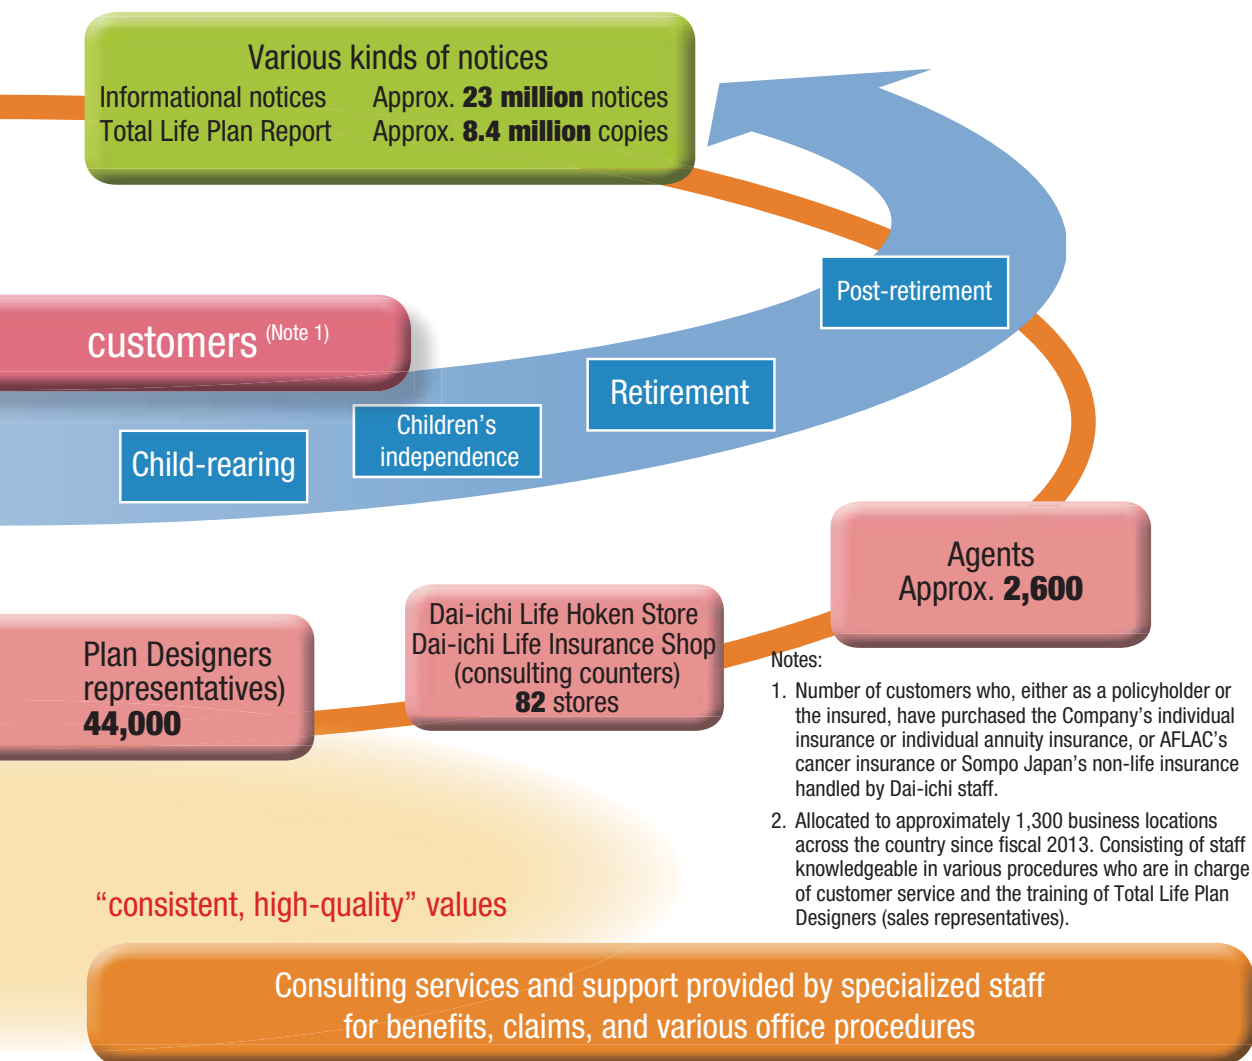 Various kinds of notices
Informational notices Approx. 23 million notices
Total Life Plan Report Approx. 8.4 million copies
Post-retirement
customers (Note 1)
Retirement
Children’s
independence
Child-rearing
Agents
Approx. 2,600
Dai-ichi Life Hoken Store
Dai-ichi Life Insurance Shop
(consulting counters)
82 stores
Plan Designers
representatives)
44,000
Notes:
1. Number of customers who, either as a policyholder or
the insured, have purchased the Company’s individual
insurance or individual annuity insurance, or AFLAC’s
cancer insurance or Sompo Japan’s non-life insurance
handled by Dai-ichi staff.
2. Allocated to approximately 1,300 business locations
across the country since fiscal 2013. Consisting of staff
knowledgeable in various procedures who are in charge
of customer service and the training of Total Life Plan
Designers (sales representatives).
“consistent, high-quality” values
Consulting services and support provided by specialized staff
for benefits, claims, and various office procedures